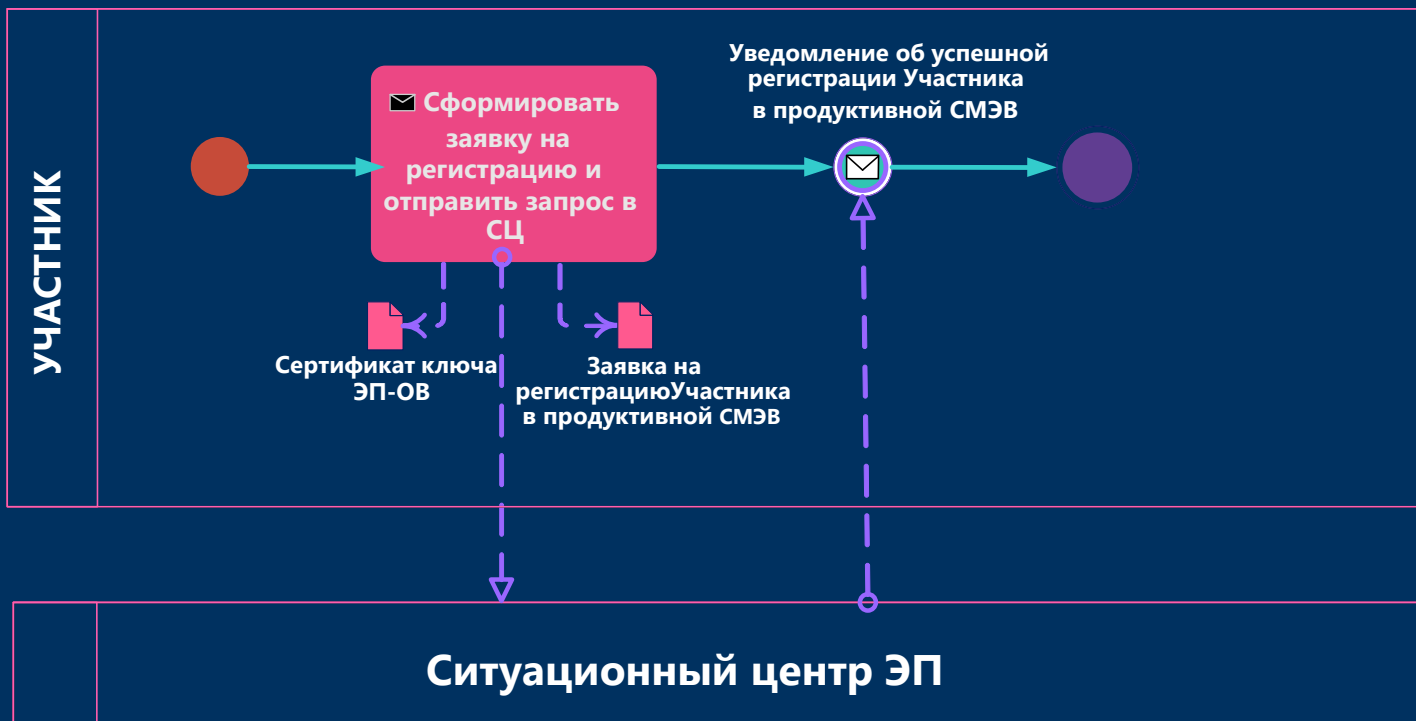 УЧАСТНИК
Сформировать
заявку на
регистрацию и
отправить запрос в
СЦ
Уведомление об успешной
регистрации Участника
в продуктивной СМЭВ
Сертификат ключа
ЭП-ОВ
Заявка на
регистрациюУчастника
в продуктивной СМЭВ
Ситуационный центр ЭП